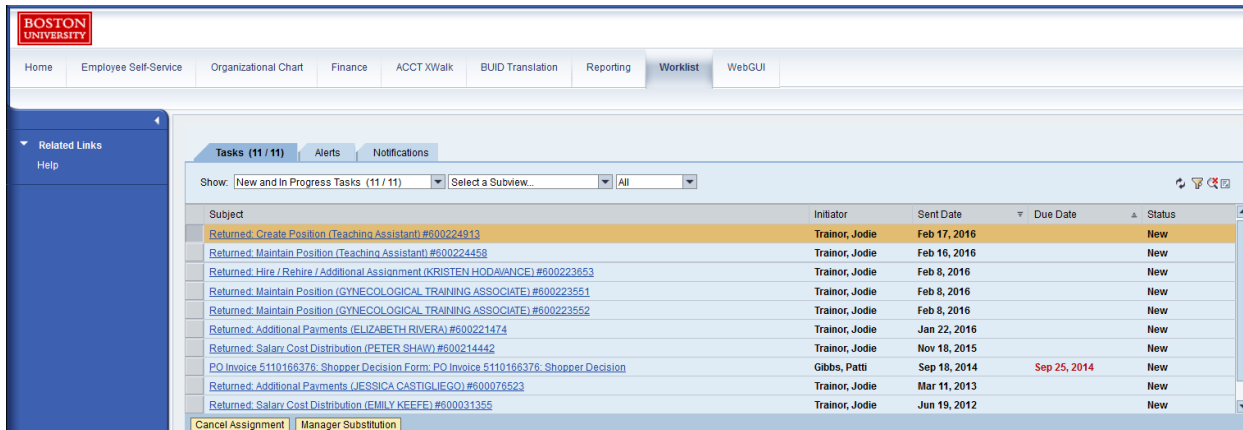 BOSTON
UNIVERSITY
Home Employee Self-Service Organizational Chart Finance ACCT XWalk BUID Translation Reporting Worklist WebGUI
Related Links
Help
Tasks (11 / 11) Alerts Notifications
Show: New and In Progress Tasks (11 / 11) Select a Subview... All
Subject Initiator Sent Date Due Date Status
Returned: Create Position (Teaching Assistant) #600224913 Trainor, Jodie Feb 17, 2016 New
Returned: Maintain Position (Teaching Assistant) #600224458 Trainor, Jodie Feb 16, 2016 New
Returned: Hire / Rehire / Additional Assignment (KRISTEN HODAVANCE) #600223653 Trainor, Jodie Feb 8, 2016 New
Returned: Maintain Position (GYNECOLOGICAL TRAINING ASSOCIATE) #600223551 Trainor, Jodie Feb 8, 2016 New
Returned: Maintain Position (GYNECOLOGICAL TRAINING ASSOCIATE) #600223552 Trainor, Jodie Feb 8, 2016 New
Returned: Additional Payments (ELIZABETH RIVERA) #600221474 Trainor, Jodie Jan 22, 2016 New
Returned: Salary Cost Distribution (PETER SHAW) #600214442 Trainor, Jodie Nov 18, 2015 New
PO Invoice 5110166376: Shopper Decision Form: PO Invoice 5110166376: Shopper Decision Gibbs, Patti Sep 18, 2014 Sep 25, 2014 New
Returned: Additional Payments (JESSICA CASTIGLIEGO) #600076523 Trainor, Jodie Mar 11, 2013 New
Returned: Salary Cost Distribution (EMILY KEEFE) #600031355 Trainor, Jodie Jun 19, 2012 New
Cancel Assignment Manager Substitution